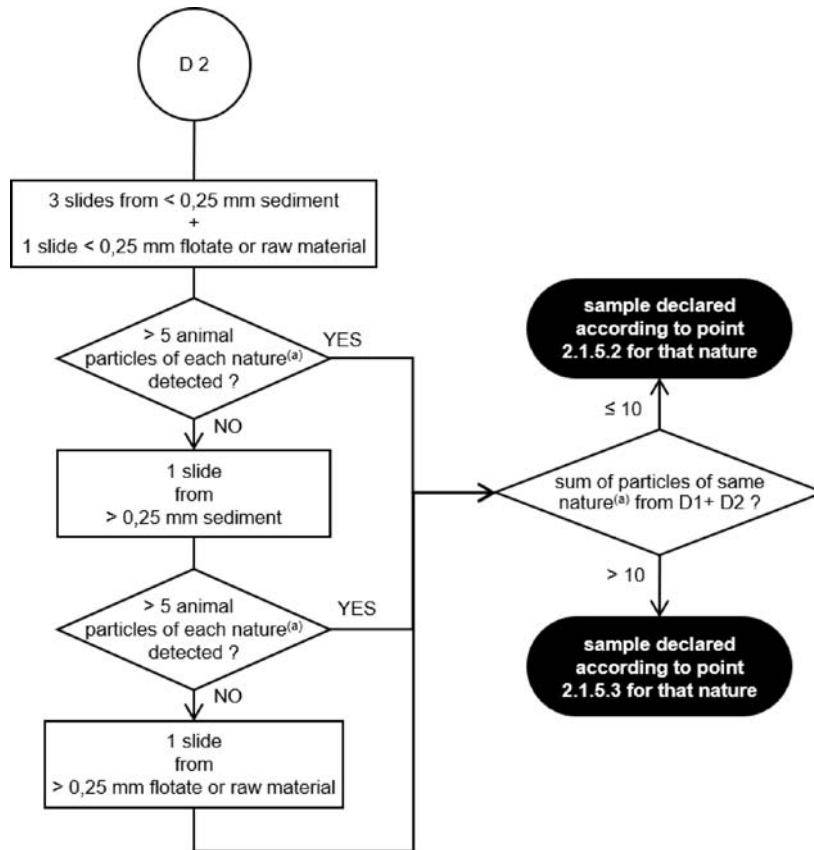 D 2
3 slides from < 0,25 mm sediment
+
1 slide < 0,25 mm flotate or raw material
> 5 animal
particles of each nature(a)
detected ?
YES
NO
1 slide
from
> 0,25 mm sediment
> 5 animal
particles of each nature(a)
detected ?
YES
NO
1 slide
from
> 0,25 mm flotate or raw material
sample declared
according to point
2.1.5.2 for that nature
≤ 10
sum of particles of same
nature(a) from D1+ D2 ?
> 10
sample declared
according to point
2.1.5.3 for that nature